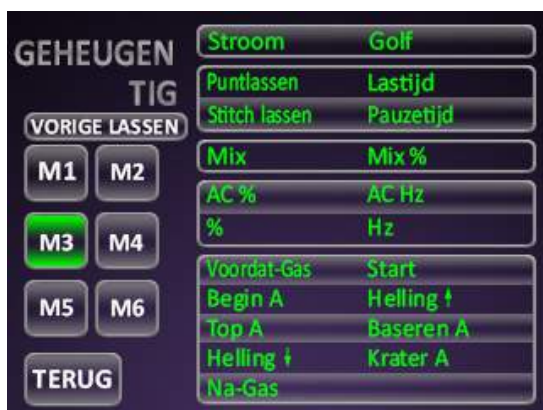 GEHEUGEN
TIG
VORIGE LASSEN
M1 M2
M3 M4
M5 M6
TERUG
Stroom Golf
Puntlassen Lastijd
Stitch lassen Pauzetijd
Mix Mix %
AC % AC Hz
% Hz
Voordat-Gas Start
Begin A Helling ↑
Top A Baseren A
Helling ↓ Krater A
Na-Gas